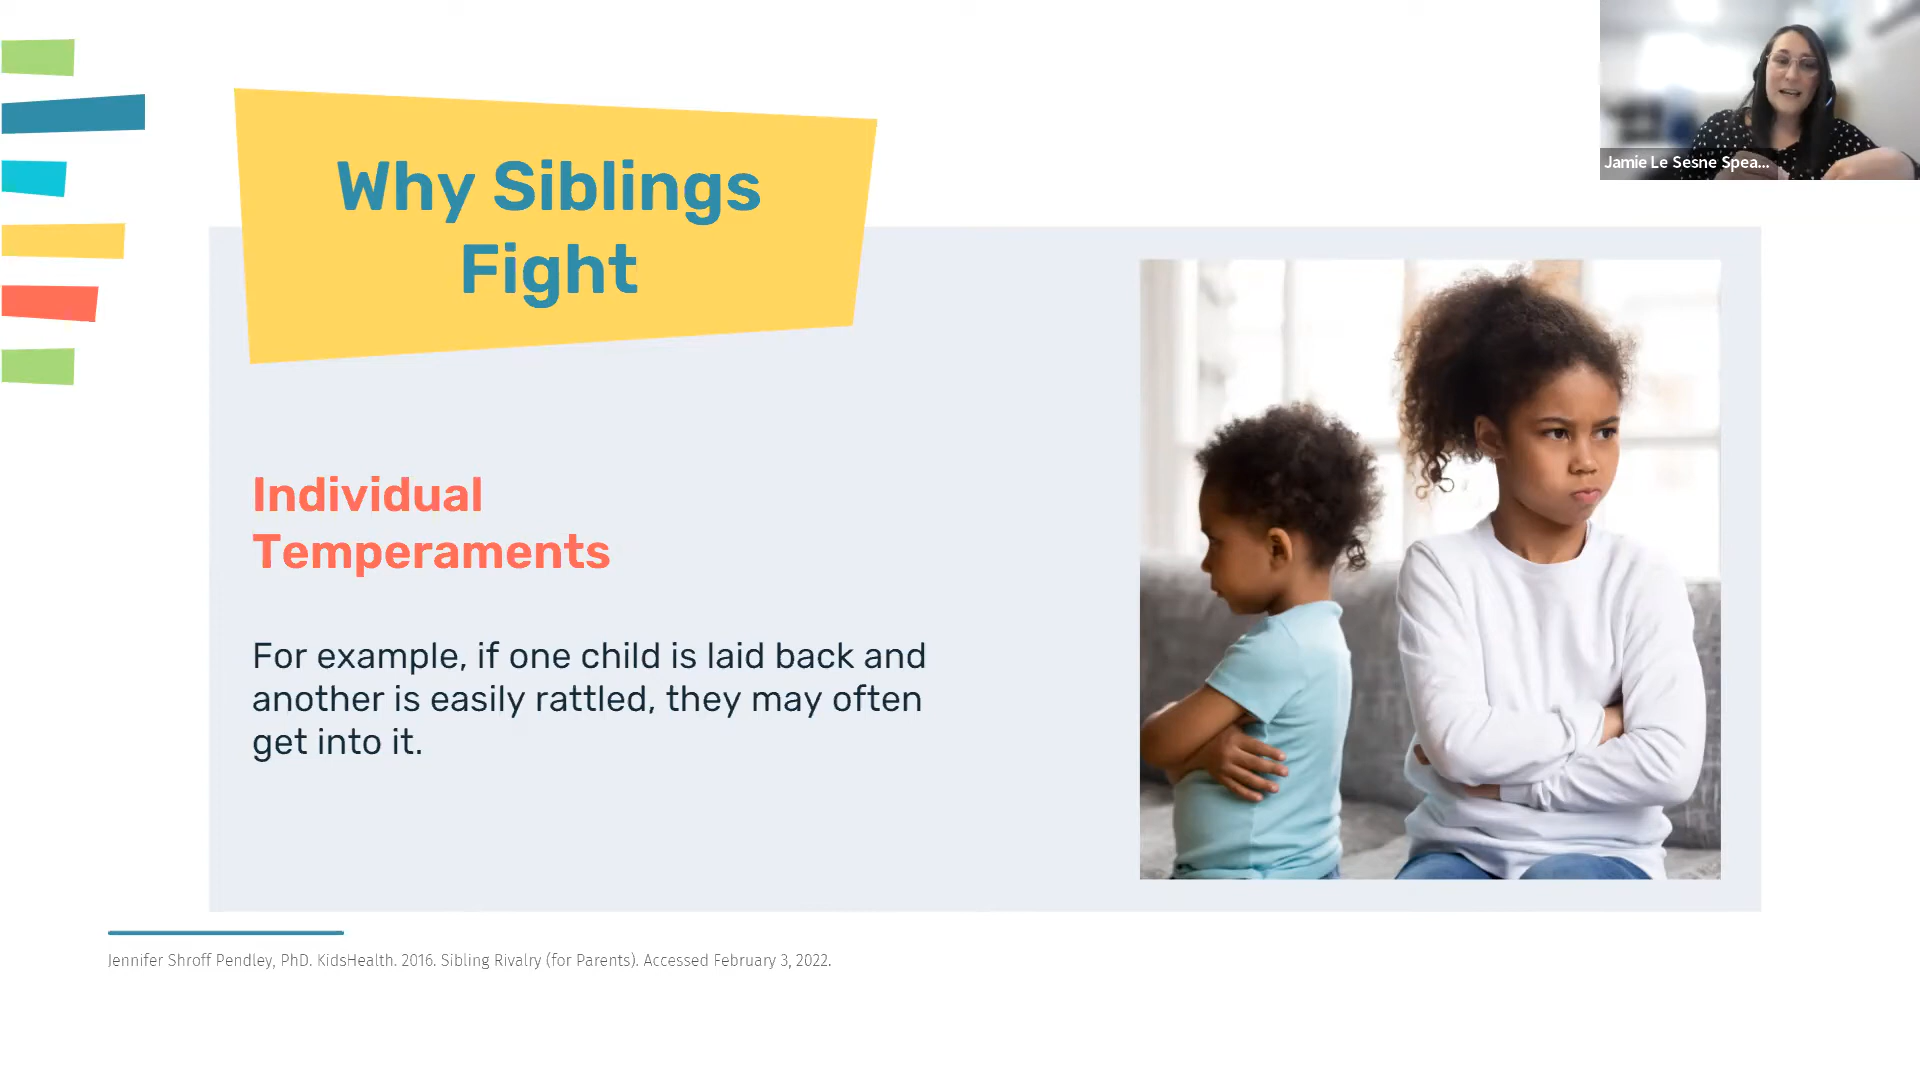 Why Siblings
Fight
Jamie Le Sesne Spea...
Individual
Temperaments
For example, if one child is laid back and
another is easily rattled, they may often
get into it.
Jennifer Shroff Pendley, PhD. KidsHealth. 2016. Sibling Rivalry (for Parents). Accessed February 3, 2022.